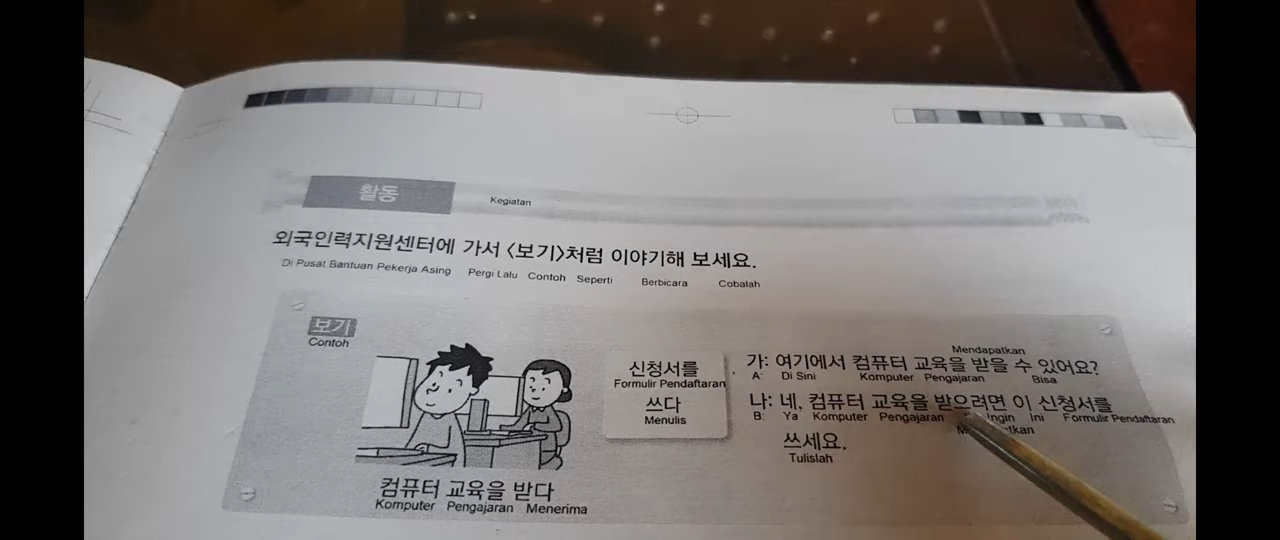 활동
Kegiatan
외국인력지원센터에 가서 〈보기〉처럼 이야기해 보세요.
Di Pusat Bantuan Pekerja Asing Pergi Lalu Contoh Seperti Berbicara Cobalah
보기
Contoh
신청서를
Formulir Pendaftaran
쓰다
Menulis
컴퓨터 교육을 받다
Komputer Pengajaran Menerima
Mendapatkan
가: 여기에서 컴퓨터 교육을 받을 수 있어요?
A: Di Sini Komputer Pengajaran Bisa
나: 네, 컴퓨터 교육을 받으려면 이 신청서를
B: Ya Komputer Pengajaran Ingin Ini Formulir Pendaftaran
쓰세요.
Tulislah